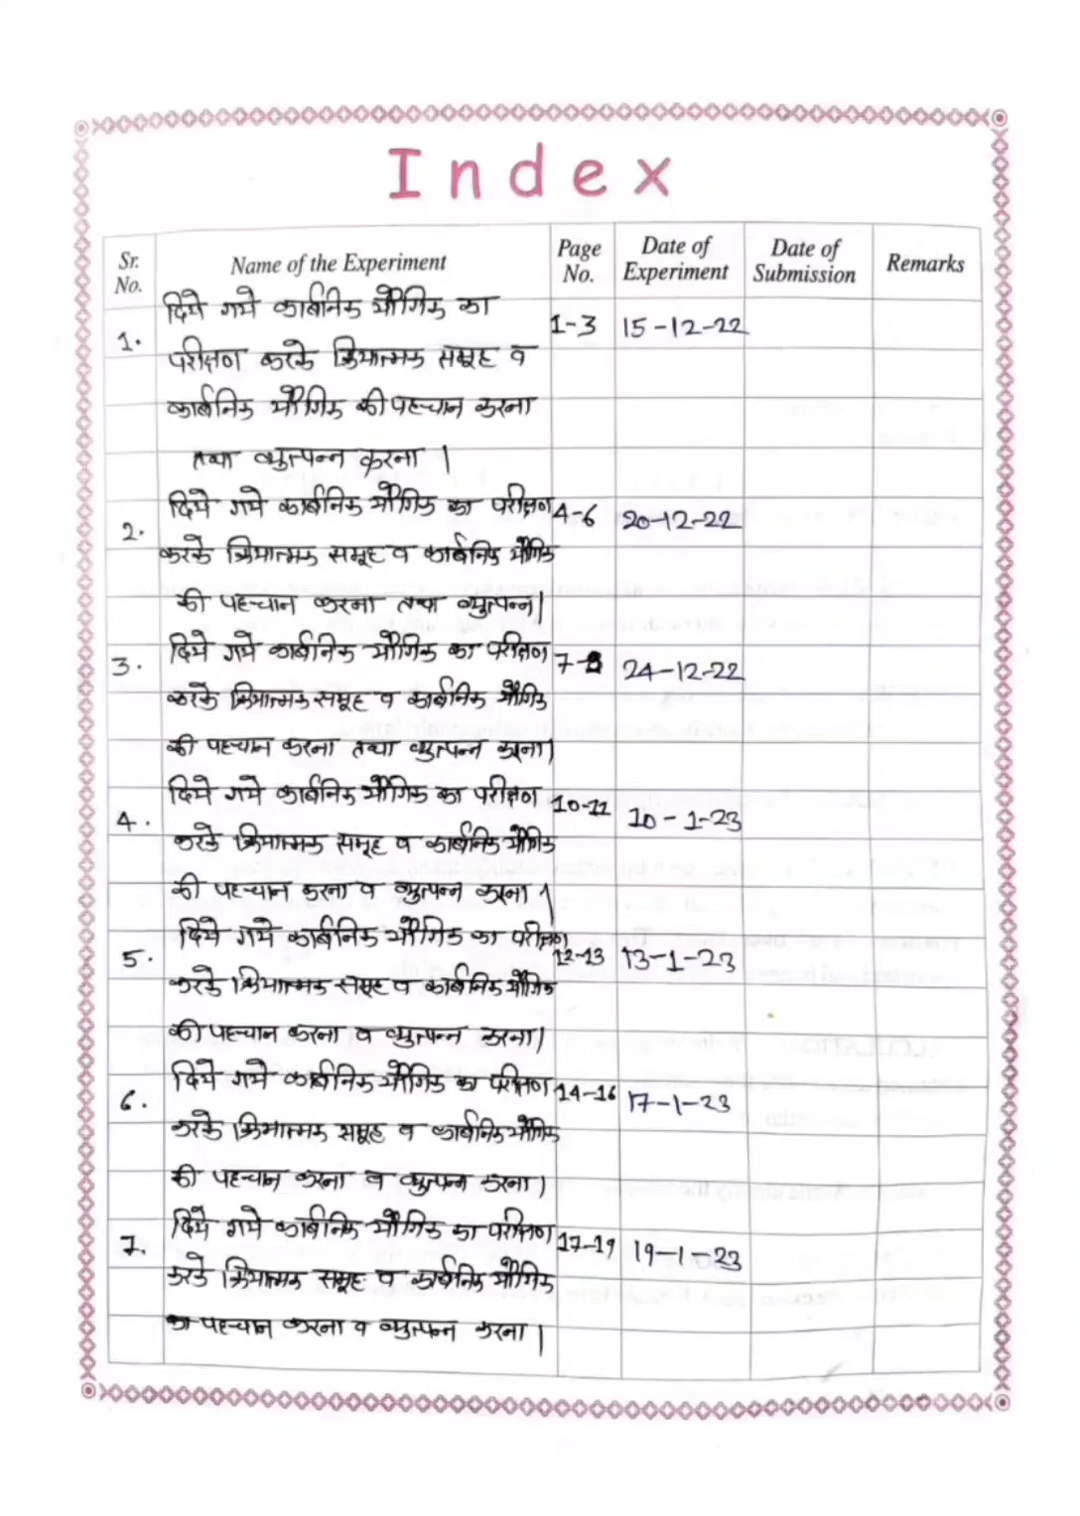 Index
Sr. No. Name of the Experiment Page No. Date of Experiment Date of Submission Remarks
1. दिये गये कार्बनिक यौगिक का 1-3 15-12-22
परीक्षण करके क्रियात्मक समूह व
कार्बनिक यौगिक की पहचान करना
तथा व्युत्पन्न करना |
2. दिये गये कार्बनिक यौगिक का परीक्षण 4-6 20-12-22
करके क्रियात्मक समूह व कार्बनिक यौगिक
की पहचान करना तथा व्युत्पन्न |
3. दिये गये कार्बनिक यौगिक का परीक्षण 7-8 24-12-22
करके क्रियात्मक समूह व कार्बनिक यौगिक
की पहचान करना तथा व्युत्पन्न करना |
4. दिये गये कार्बनिक यौगिक का परीक्षण 10-11 10-1-23
करके क्रियात्मक समूह व कार्बनिक यौगिक
की पहचान करना व व्युत्पन्न करना |
5. दिये गये कार्बनिक यौगिक का परीक्षण 12-13 13-1-23
करके क्रियात्मक समूह व कार्बनिक यौगिक
की पहचान करना व व्युत्पन्न करना |
6. दिये गये कार्बनिक यौगिक का परीक्षण 14-16 17-1-23
करके क्रियात्मक समूह व कार्बनिक यौगिक
की पहचान करना व व्युत्पन्न करना |
7. दिये गये कार्बनिक यौगिक का परीक्षण 17-19 19-1-23
करके क्रियात्मक समूह व कार्बनिक यौगिक
का पहचान करना व व्युत्पन्न करना |